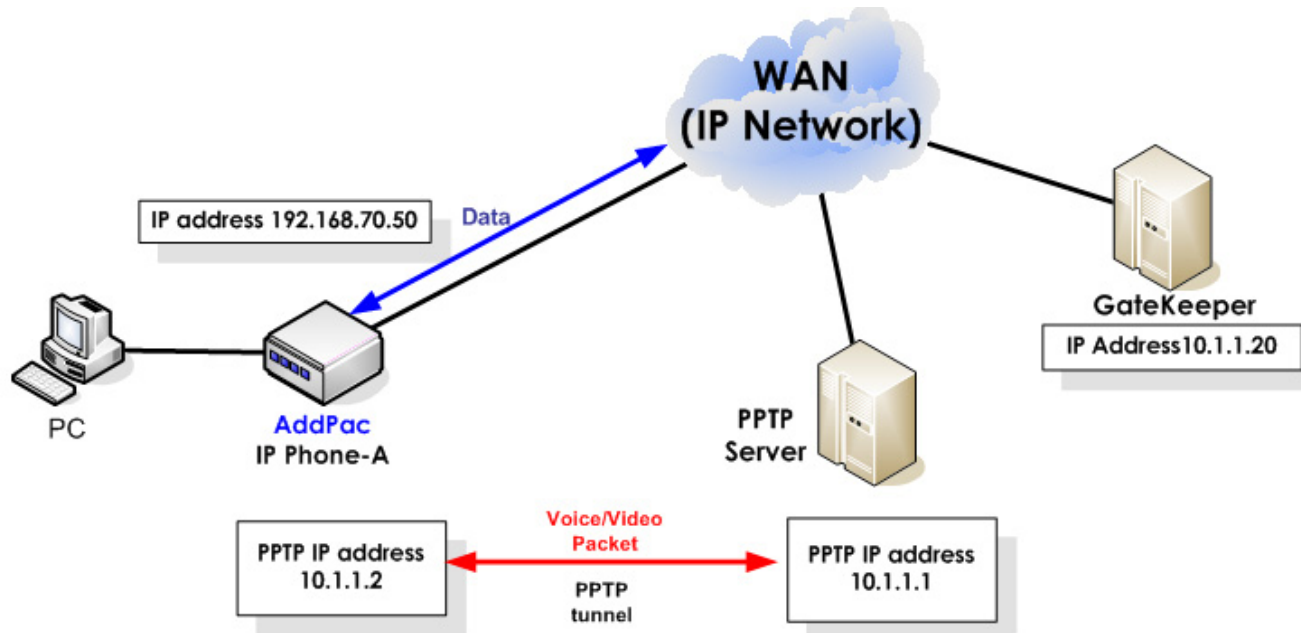 WAN
(IP Network)
IP address 192.168.70.50
Data
GateKeeper
IP Address10.1.1.20
PC
AddPac
IP Phone-A
PPTP
Server
PPTP IP address
10.1.1.2
Voice/Video
Packet
PPTP
tunnel
PPTP IP address
10.1.1.1